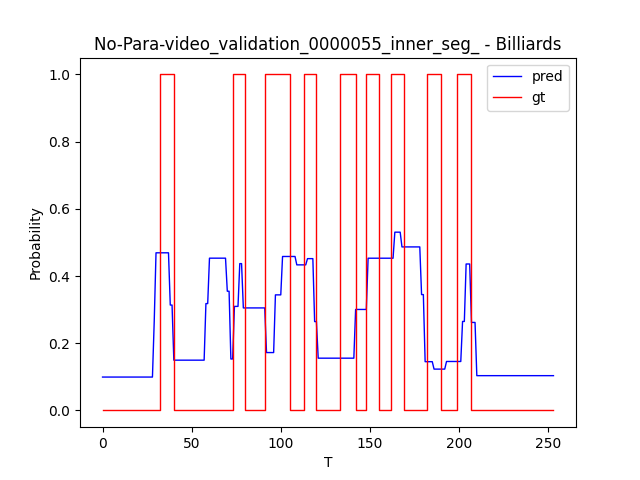 No-Para-video_validation_0000055_inner_seg_ - Billiards
pred
gt
1.0
0.8
0.6
0.4
0.2
0.0
Probability
0
50
100
150
200
250
T